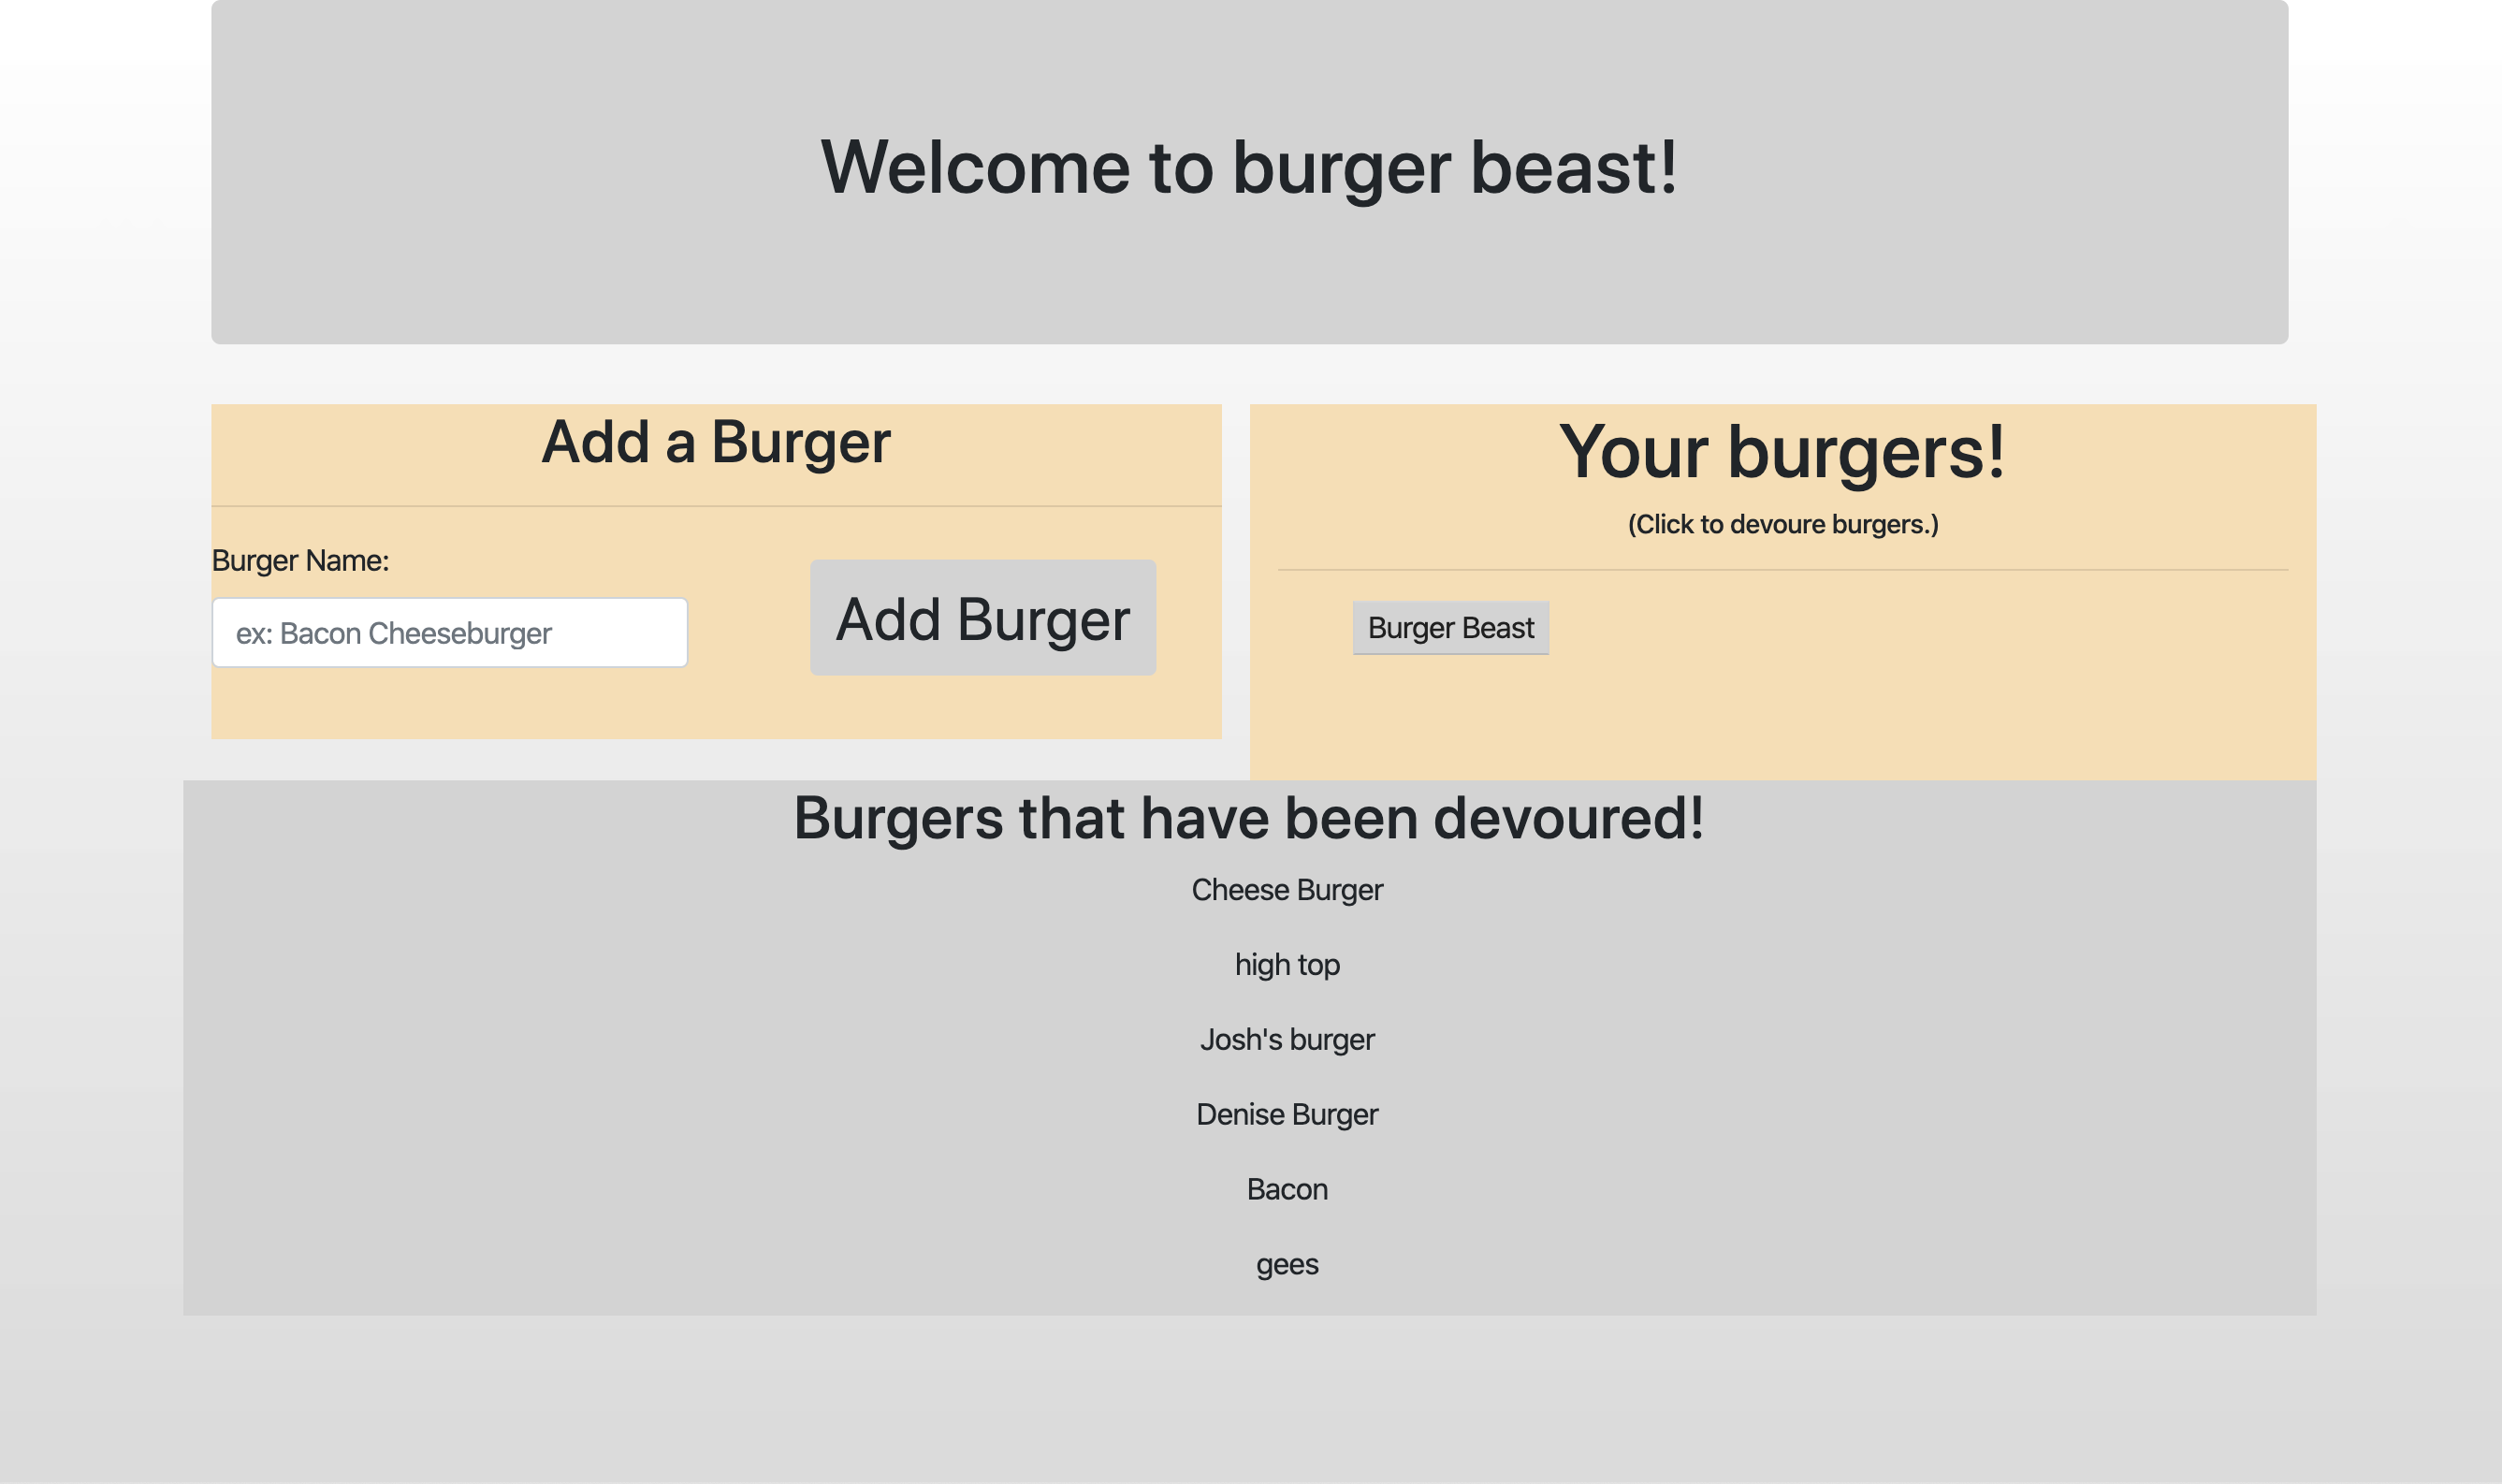 Welcome to burger beast!
Add a Burger
Burger Name:
ex: Bacon Cheeseburger
Add Burger
Your burgers!
(Click to devoure burgers.)
Burger Beast
Burgers that have been devoured!
Cheese Burger
high top
Josh's burger
Denise Burger
Bacon
gees